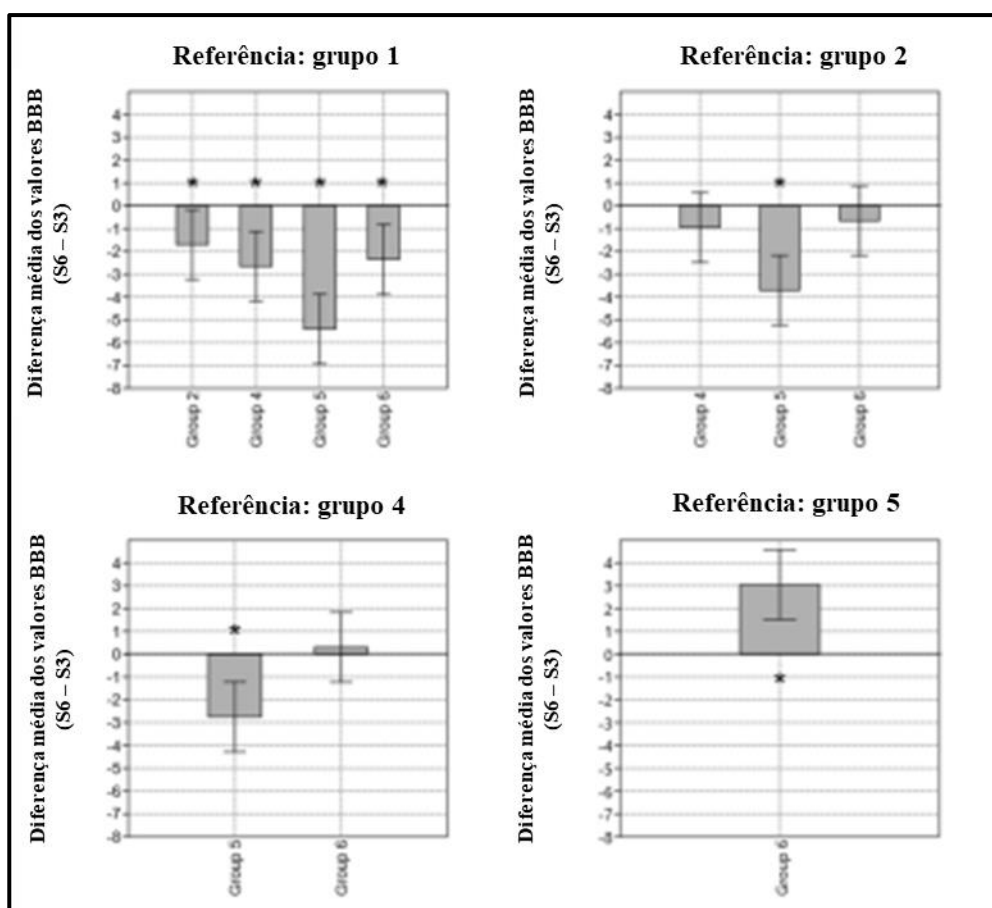 Referência: grupo 1
Diferença média dos valores BBB
(S6 – S3)
4
3
2
1
0
-1
-2
-3
-4
-5
-6
-7
-8
* * * *
Group 2
Group 4
Group 5
Group 6
Referência: grupo 2
Diferença média dos valores BBB
(S6 – S3)
4
3
2
1
0
-1
-2
-3
-4
-5
-6
-7
-8
*
Group 4
Group 5
Group 6
Referência: grupo 4
Diferença média dos valores BBB
(S6 – S3)
4
3
2
1
0
-1
-2
-3
-4
-5
-6
-7
-8
*
Group 5
Group 6
Referência: grupo 5
Diferença média dos valores BBB
(S6 – S3)
4
3
2
1
0
-1
-2
-3
-4
-5
-6
-7
-8
*
Group 6